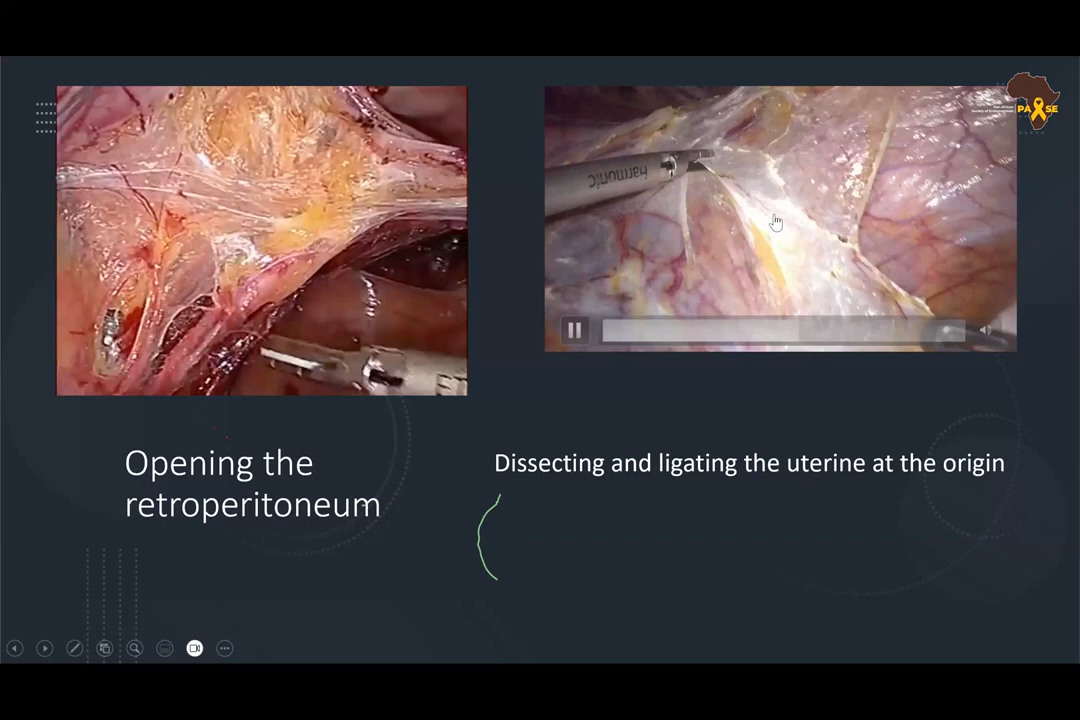 PASE
harmonic
Opening the
retroperitoneum
Dissecting and ligating the uterine at the origin